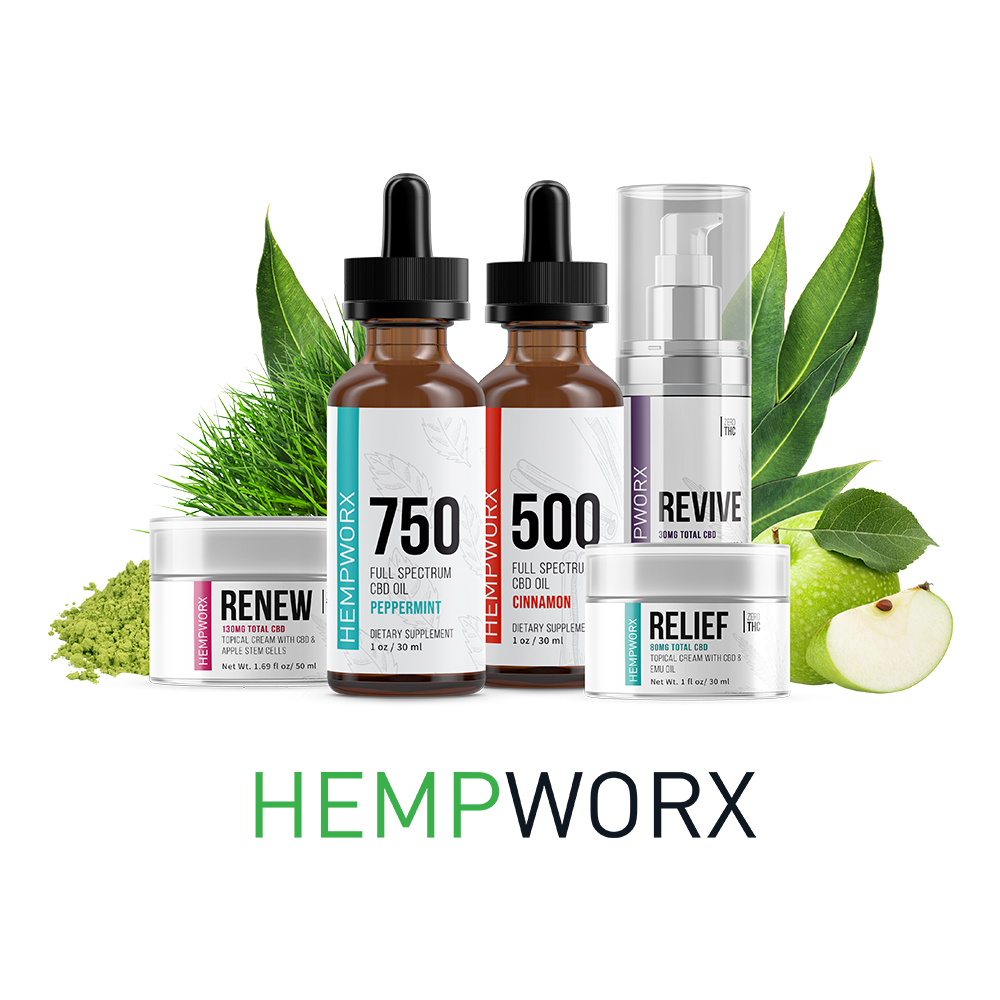 HEMPWORX
RENEW
130MG TOTAL CBD
TOPICAL CREAM WITH CBD &
APPLE STEM CELLS
Net Wt. 1.69 fl oz/ 50 ml
HEMPWORX
750
FULL SPECTRUM
CBD OIL
PEPPERMINT
DIETARY SUPPLEMENT
1 oz / 30 ml
HEMPWORX
500
FULL SPECTRU
CBD OIL
CINNAMON
DIETARY SUPPLEME
1 oz / 30 ml
PWORX
ZERO
THC
REVIVE
30MG TOTAL CBD
HEMPWORX
RELIEF
ZERO
THC
80MG TOTAL CBD
TOPICAL CREAM WITH CBD &
EMU OIL
Net Wt. 1 fl oz/ 30 ml
HEMPWORX